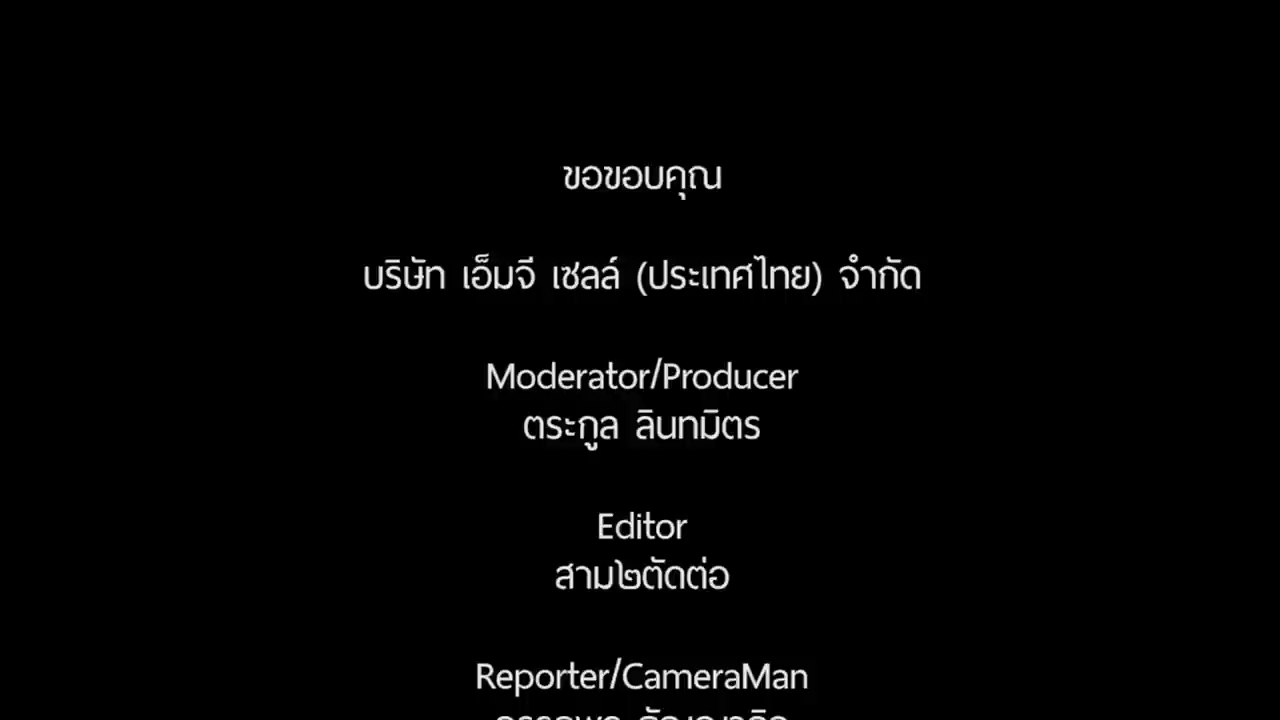 ขอขอบคุณ
บริษัท เอ็มจี เซลล์ (ประเทศไทย) จำกัด
Moderator/Producer
ตระกูล ลินทมิตร
Editor
สาม๒ตัดต่อ
Reporter/CameraMan